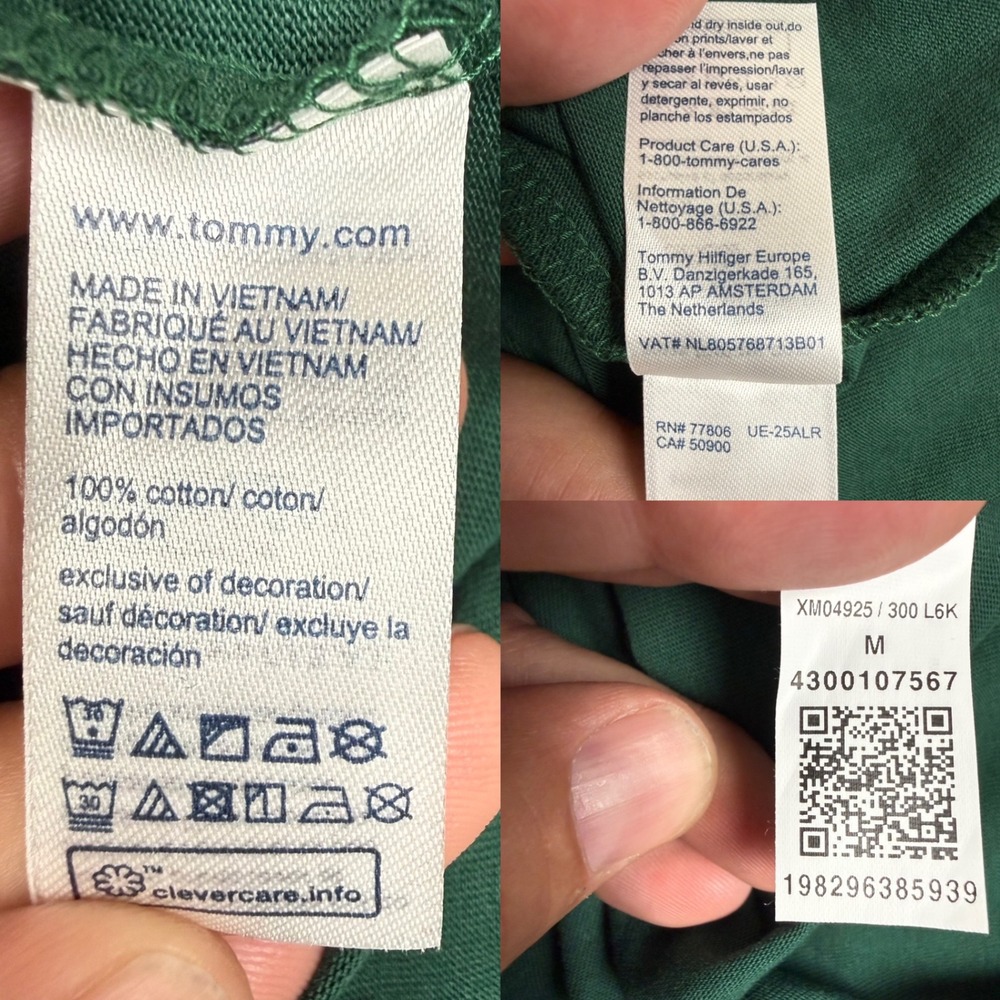 www.tommy.com
MADE IN VIETNAM/
FABRIQUÉ AU VIETNAM/
HECHO EN VIETNAM
CON INSUMOS
IMPORTADOS
100% cotton/ coton/
algodón
exclusive of decoration/
sauf décoration/ excluye la
decoración
30
30
™
clevercare.info
dry inside out,do
prints/laver et
à l'envers,ne pas
repasser l'impression/lavar
y secar al revés, usar
detergente, exprimir, no
planche los estampados
Product Care (U.S.A.):
1-800-tommy-cares
Information De
Nettoyage (U.S.A.):
1-800-866-6922
Tommy Hilfiger Europe
B.V. Danzigerkade 165,
1013 AP AMSTERDAM
The Netherlands
VAT# NL805768713B01
RN# 77806 UE-25ALR
CA# 50900
XM04925 / 300 L6K
M
4300107567
198296385939